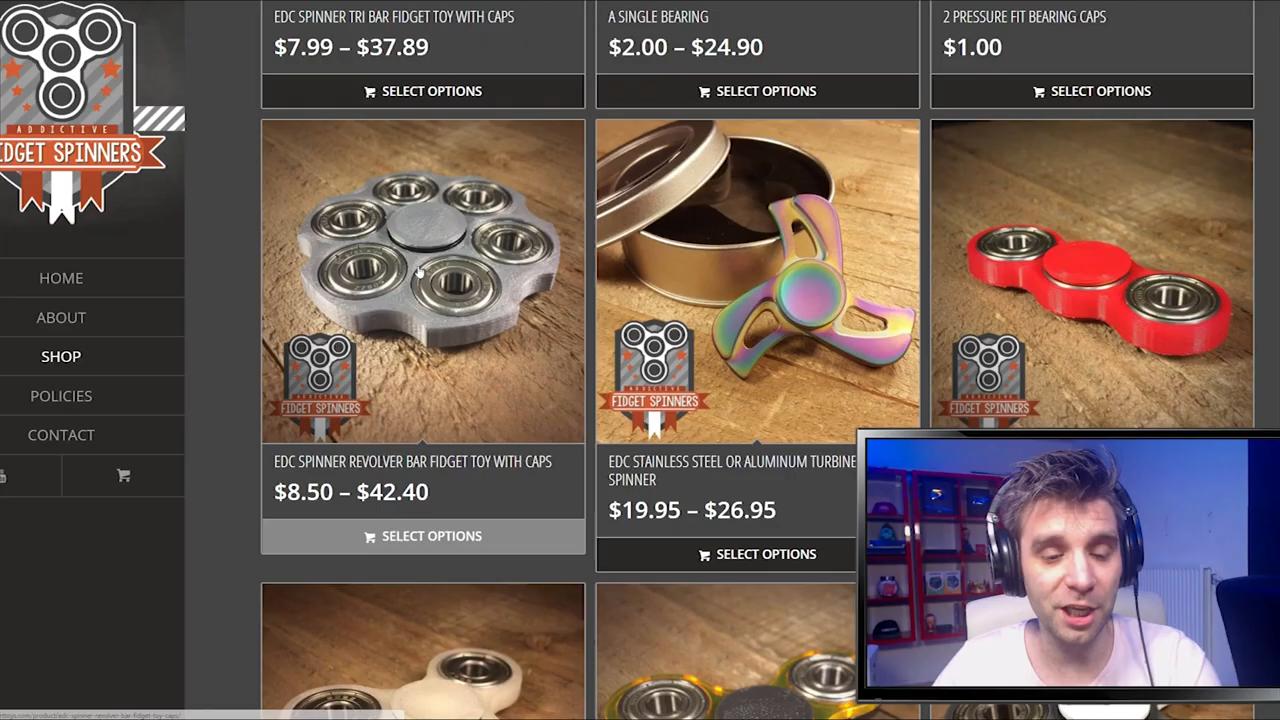 EDC SPINNER TRI BAR FIDGET TOY WITH CAPS
$7.99 – $37.89
SELECT OPTIONS
A SINGLE BEARING
$2.00 – $24.90
SELECT OPTIONS
2 PRESSURE FIT BEARING CAPS
$1.00
SELECT OPTIONS
ADDICTIVE
FIDGET SPINNERS
HOME
ABOUT
SHOP
POLICIES
CONTACT
ADDICTIVE
FIDGET SPINNERS
EDC SPINNER REVOLVER BAR FIDGET TOY WITH CAPS
$8.50 – $42.40
SELECT OPTIONS
ADDICTIVE
FIDGET SPINNERS
EDC STAINLESS STEEL OR ALUMINUM TURBINE
SPINNER
$19.95 – $26.95
SELECT OPTIONS
ADDICTIVE
FIDGET SPINNERS